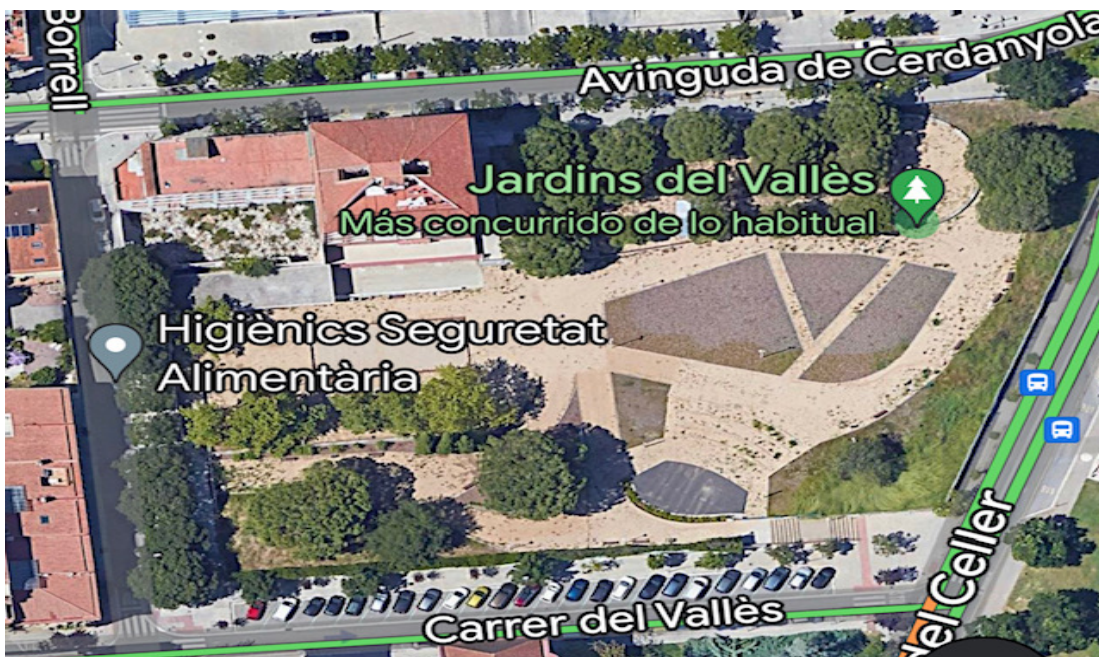 Borrell
Avinguda de Cerdanyola
Jardins del Vallès
Más concurrido de lo habitual
Higiènics Seguretat
Alimentària
Carrer del Vallès
del Celler